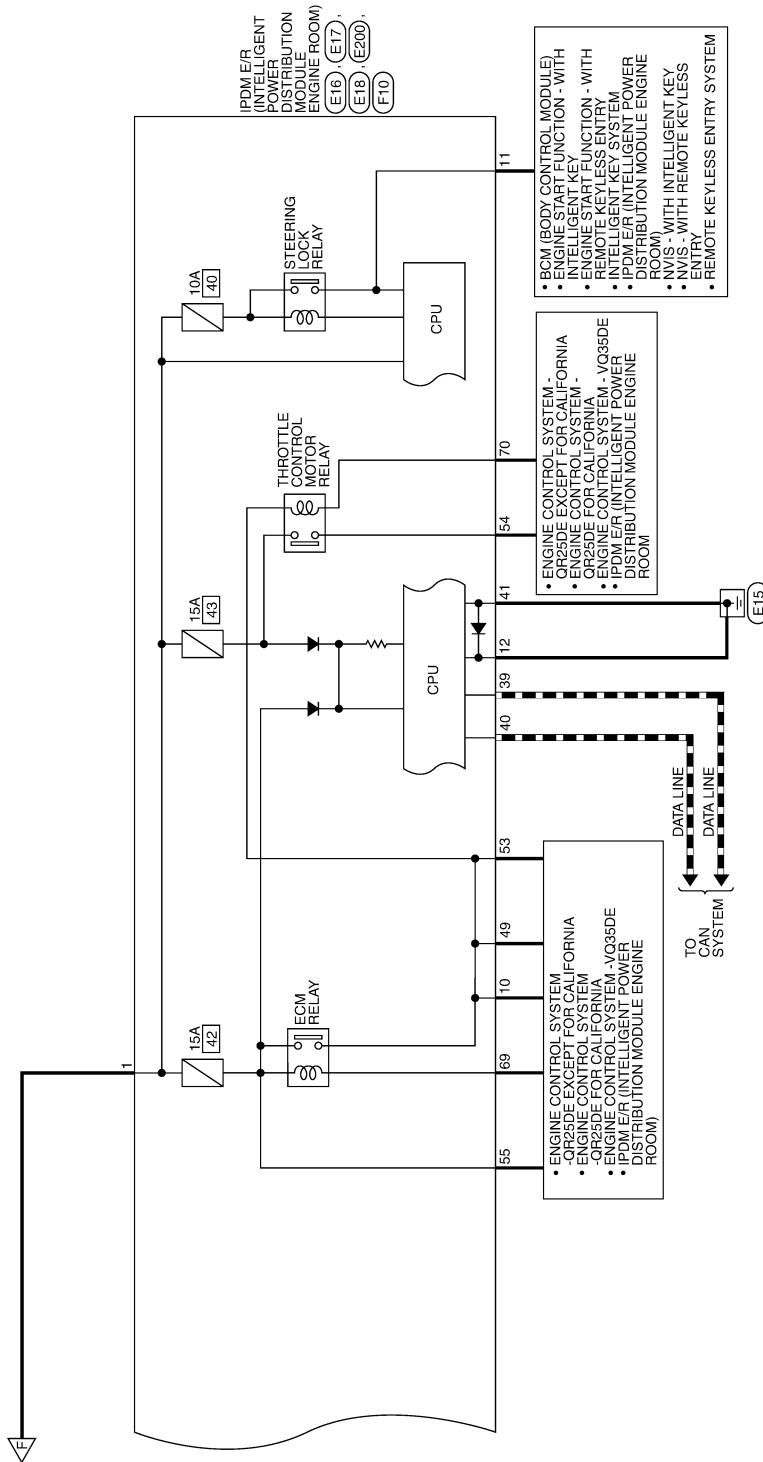 F
1
15A
42
15A
43
10A
40
IPDM E/R
(INTELLIGENT
POWER
DISTRIBUTION
MODULE
ENGINE ROOM)
E16 , E17 ,
E18 , E200 ,
F10
ECM
RELAY
THROTTLE
CONTROL
MOTOR
RELAY
STEERING
LOCK
RELAY
CPU
CPU
55
69
10
49
53
40
39
12
41
54
70
11
• ENGINE CONTROL SYSTEM
-QR25DE EXCEPT FOR CALIFORNIA
• ENGINE CONTROL SYSTEM
-QR25DE FOR CALIFORNIA
• ENGINE CONTROL SYSTEM -VQ35DE
• IPDM E/R (INTELLIGENT POWER
DISTRIBUTION MODULE ENGINE
ROOM)
DATA LINE
DATA LINE
TO
CAN
SYSTEM
E15
• ENGINE CONTROL SYSTEM -
QR25DE EXCEPT FOR CALIFORNIA
• ENGINE CONTROL SYSTEM -
QR25DE FOR CALIFORNIA
• ENGINE CONTROL SYSTEM - VQ35DE
• IPDM E/R (INTELLIGENT POWER
DISTRIBUTION MODULE ENGINE
ROOM
• BCM (BODY CONTROL MODULE)
• ENGINE START FUNCTION - WITH
INTELLIGENT KEY
• ENGINE START FUNCTION - WITH
REMOTE KEYLESS ENTRY
• INTELLIGENT KEY SYSTEM
• IPDM E/R (INTELLIGENT POWER
DISTRIBUTION MODULE ENGINE
ROOM)
• NVIS - WITH INTELLIGENT KEY
• NVIS - WITH REMOTE KEYLESS
ENTRY
• REMOTE KEYLESS ENTRY SYSTEM